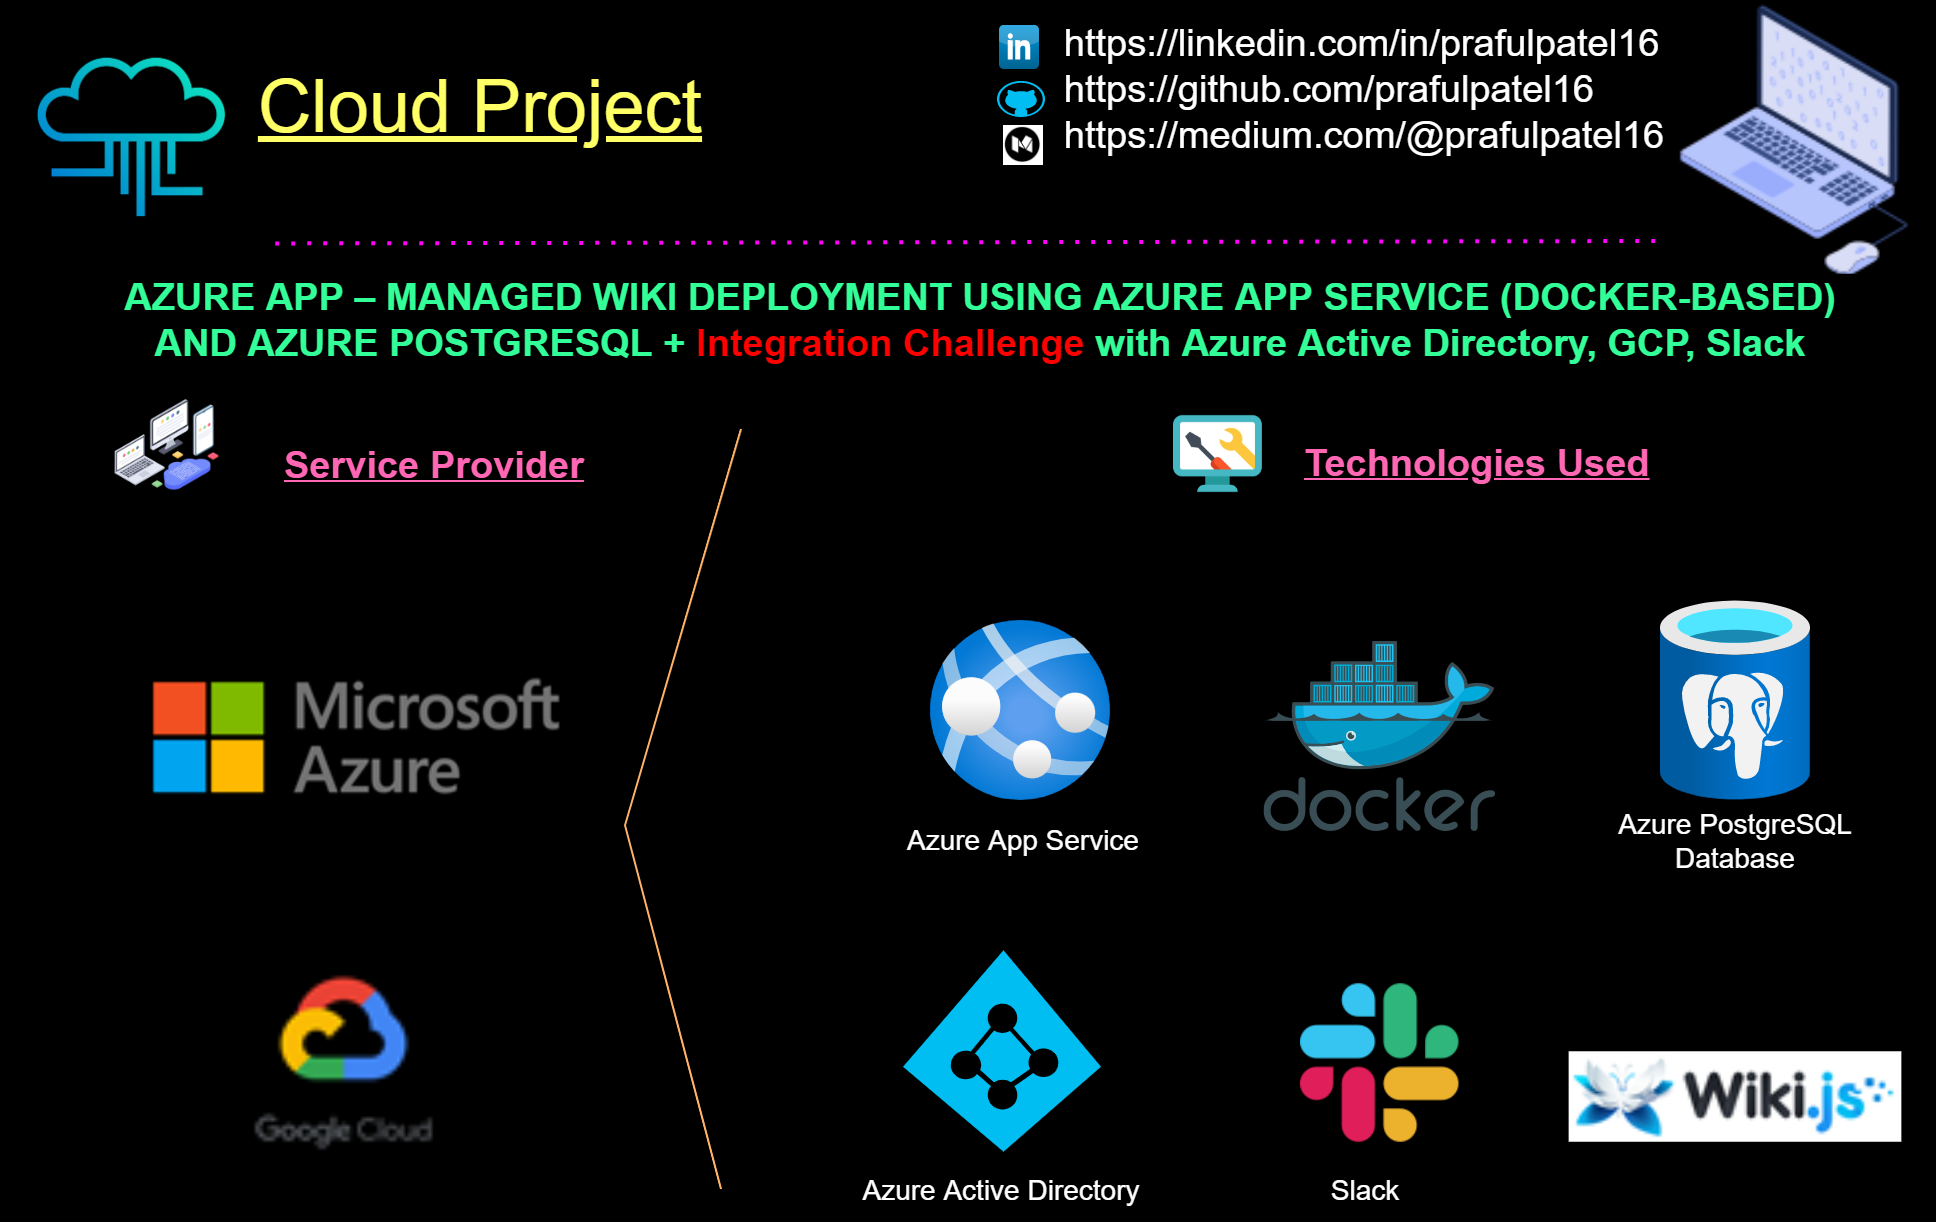 Cloud Project
https://linkedin.com/in/prafulpatel16
https://github.com/prafulpatel16
https://medium.com/@prafulpatel16
AZURE APP – MANAGED WIKI DEPLOYMENT USING AZURE APP SERVICE (DOCKER-BASED)
AND AZURE POSTGRESQL + Integration Challenge with Azure Active Directory, GCP, Slack
Service Provider
Technologies Used
Microsoft
Azure
Google Cloud
Azure App Service
docker
Azure PostgreSQL
Database
Azure Active Directory
Slack
Wiki.js